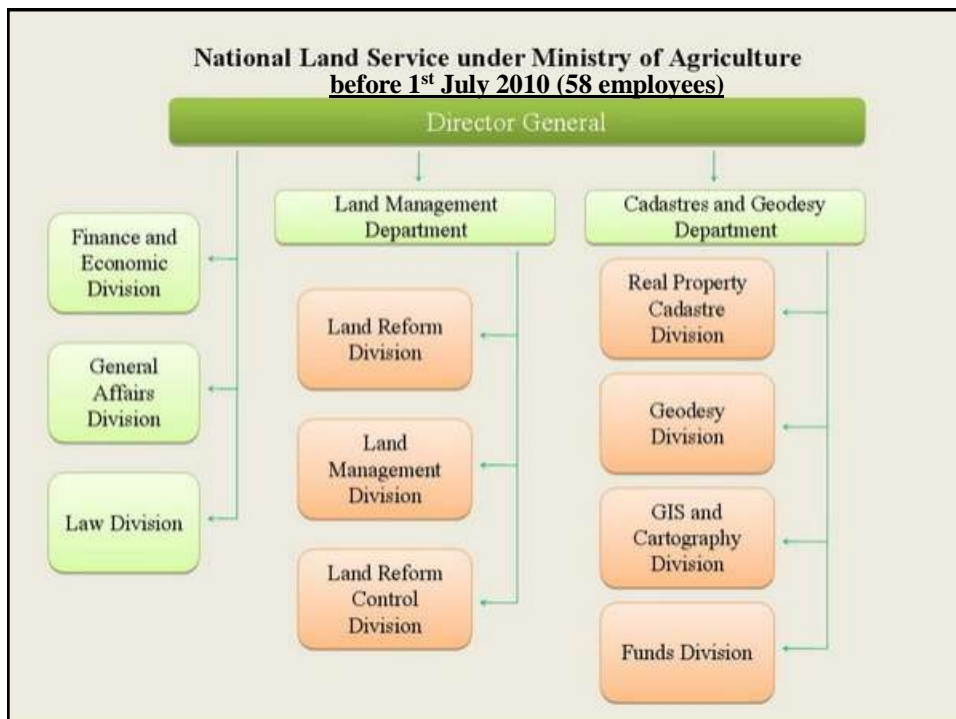 National Land Service under Ministry of Agriculture
before 1st July 2010 (58 employees)
Director General
Finance and
Economic
Division
General
Affairs
Division
Law Division
Land Management
Department
Land Reform
Division
Land
Management
Division
Land Reform
Control
Division
Cadastres and Geodesy
Department
Real Property
Cadastre
Division
Geodesy
Division
GIS and
Cartography
Division
Funds Division